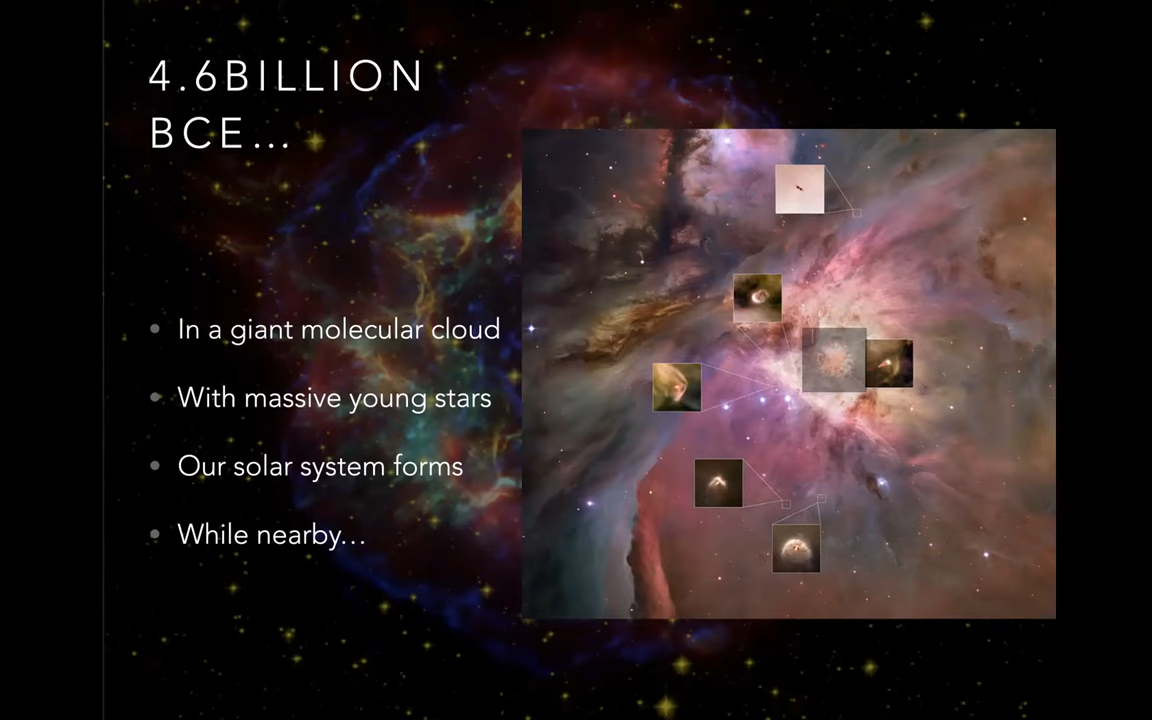 4.6BILLION
BCE...
In a giant molecular cloud
With massive young stars
Our solar system forms
While nearby...